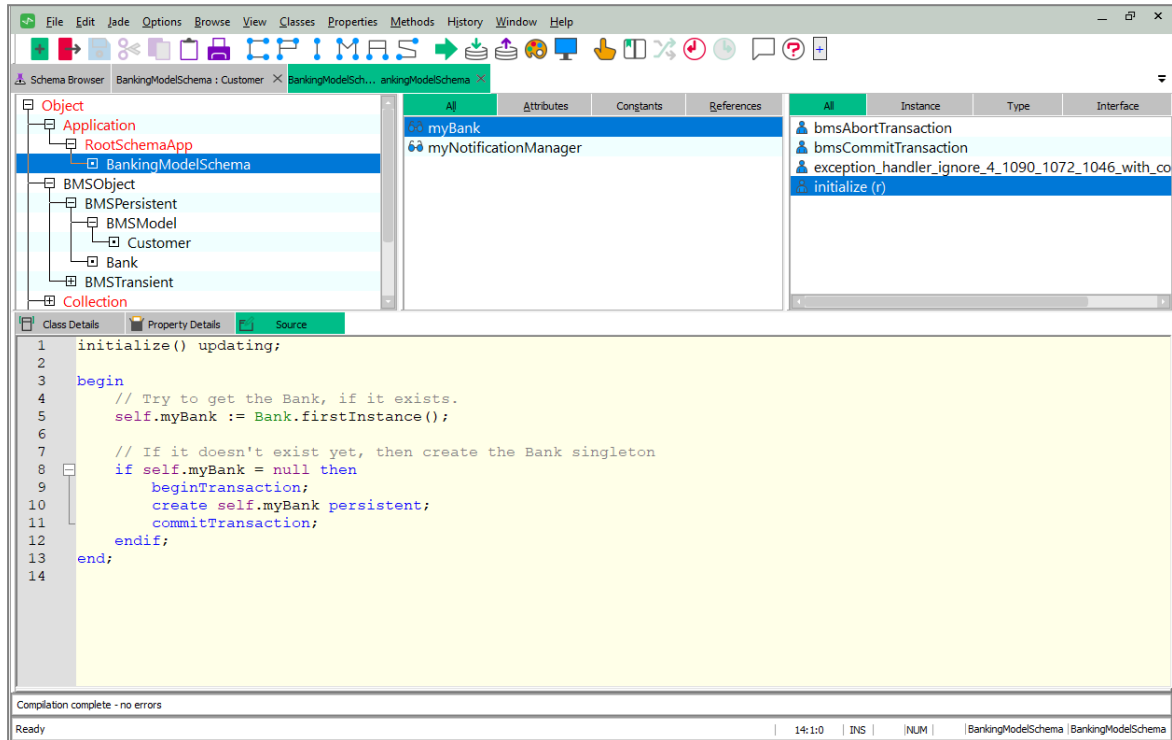 File Edit Jade Options Browse View Classes Properties Methods History Window Help
Schema Browser BankingModelSchema : Customer BankingModelSch... ankingModelSchema
Object
Application
RootSchemaApp
BankingModelSchema
BMSObject
BMSPersistent
BMSModel
Customer
Bank
BMSTransient
Collection
All Attributes Constants References
myBank
myNotificationManager
All Instance Type Interface
bmsAbortTransaction
bmsCommitTransaction
exception_handler_ignore_4_1090_1072_1046_with_co
initialize (r)
Class Details Property Details Source
1 initialize() updating;
2
3 begin
4 // Try to get the Bank, if it exists.
5 self.myBank := Bank.firstInstance();
6
7 // If it doesn't exist yet, then create the Bank singleton
8 if self.myBank = null then
9 beginTransaction;
10 create self.myBank persistent;
11 commitTransaction;
12 endif;
13 end;
14
Compilation complete - no errors
Ready 14:1:0 INS NUM BankingModelSchema BankingModelSchema